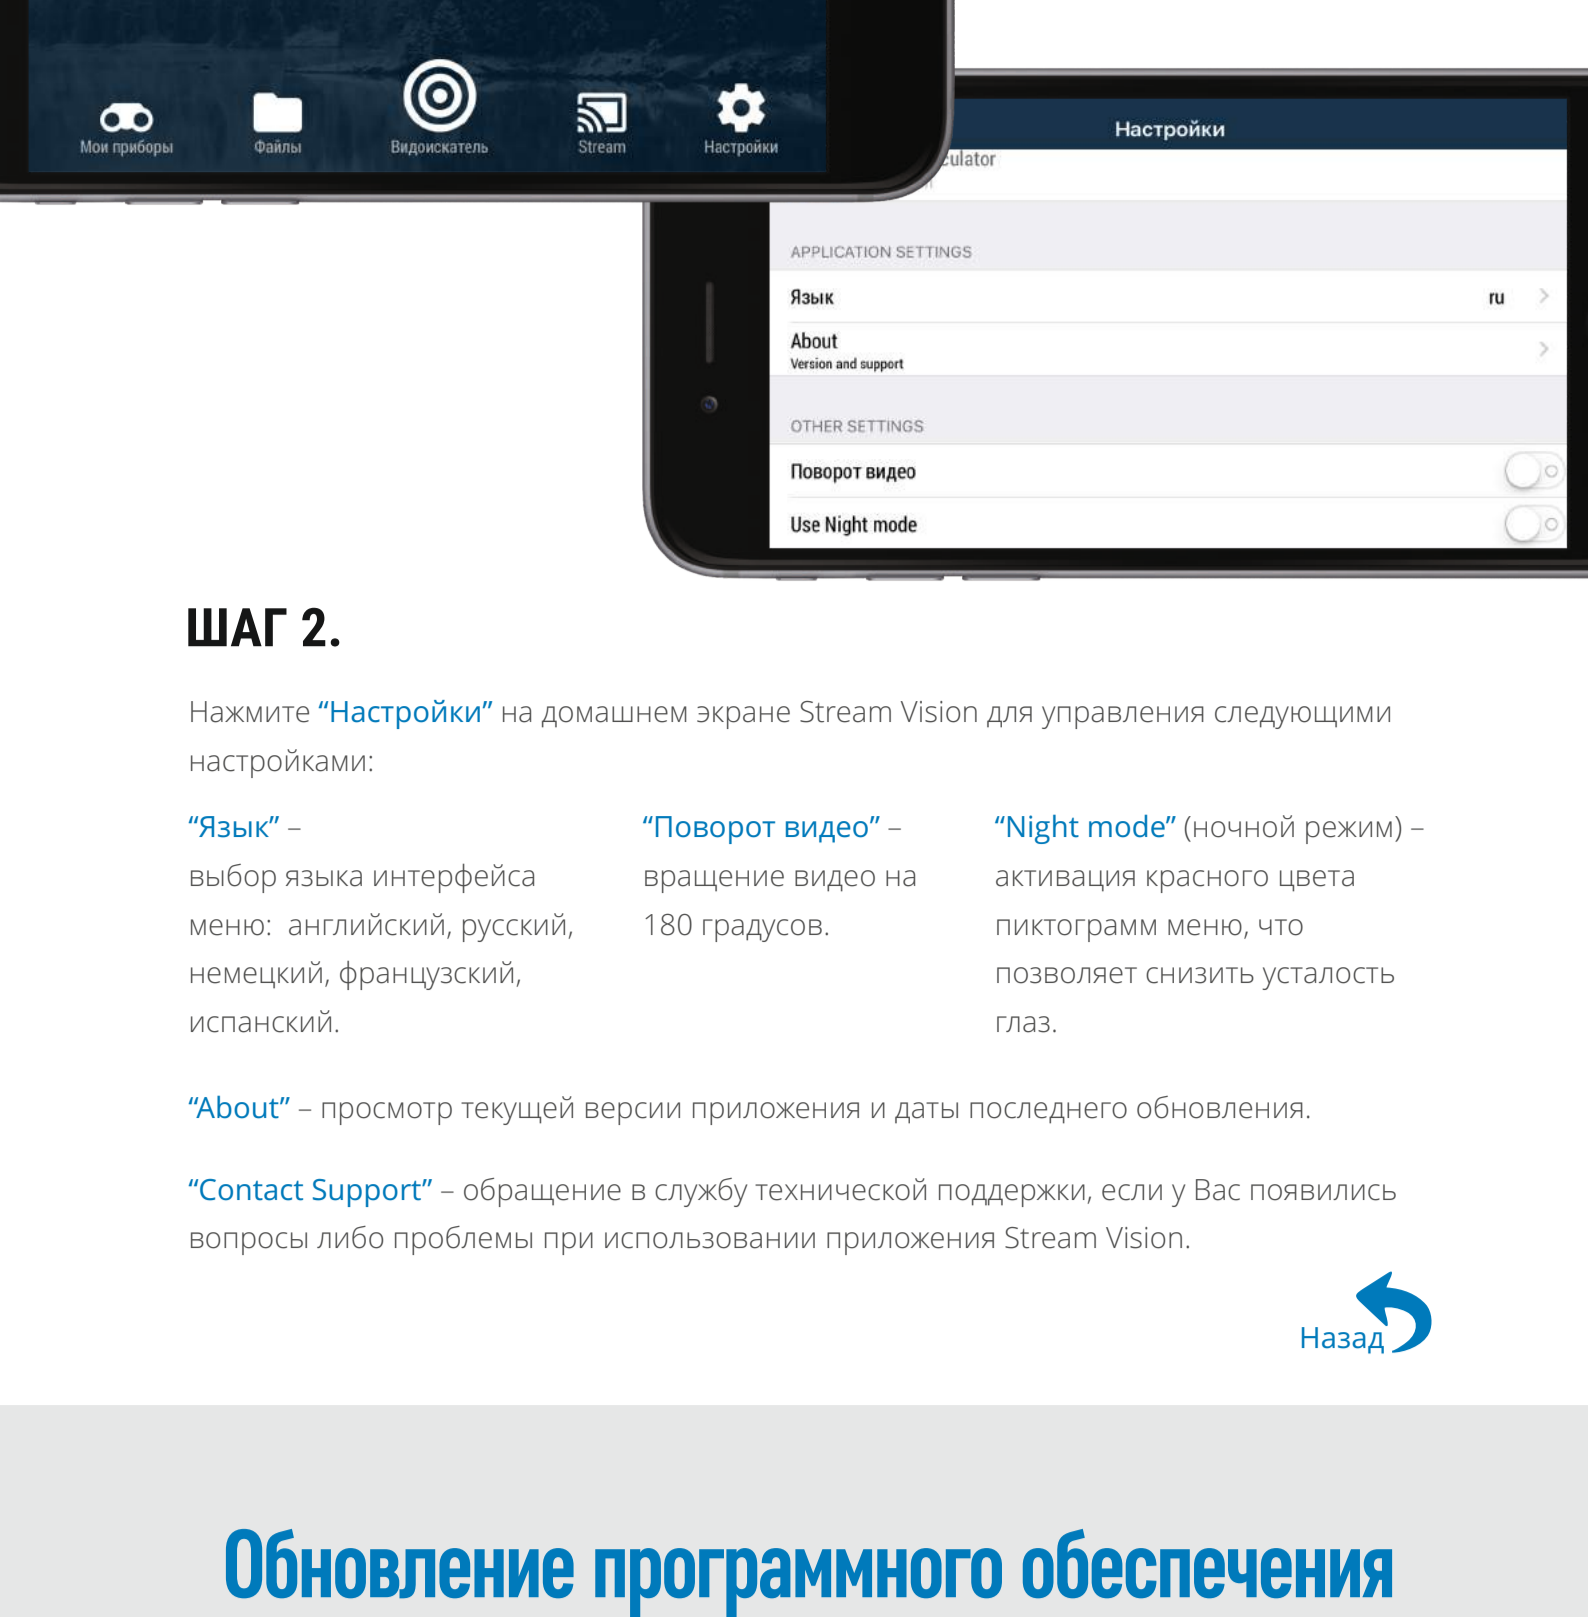 Мои приборы
Файлы
Видоискатель
Stream
Настройки
Настройки
culator
APPLICATION SETTINGS
Язык ru
About
Version and support
OTHER SETTINGS
Поворот видео
Use Night mode
ШАГ 2.
Нажмите “Настройки” на домашнем экране Stream Vision для управления следующими
настройками:
“Язык” –
выбор языка интерфейса
меню: английский, русский,
немецкий, французский,
испанский.
“Поворот видео” –
вращение видео на
180 градусов.
“Night mode” (ночной режим) –
активация красного цвета
пиктограмм меню, что
позволяет снизить усталость
глаз.
“About” – просмотр текущей версии приложения и даты последнего обновления.
“Contact Support” – обращение в службу технической поддержки, если у Вас появились
вопросы либо проблемы при использовании приложения Stream Vision.
Назад
Обновление программного обеспечения